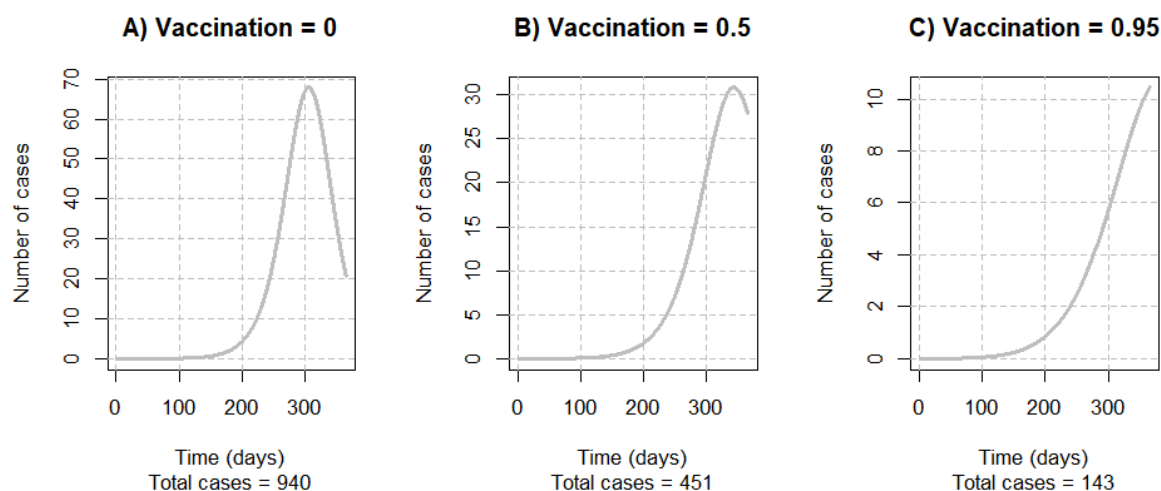 A) Vaccination = 0
70
60
50
40
30
20
10
0
Number of cases
0 100 200 300
Time (days)
Total cases = 940
B) Vaccination = 0.5
30
25
20
15
10
5
0
Number of cases
0 100 200 300
Time (days)
Total cases = 451
C) Vaccination = 0.95
10
8
6
4
2
0
Number of cases
0 100 200 300
Time (days)
Total cases = 143